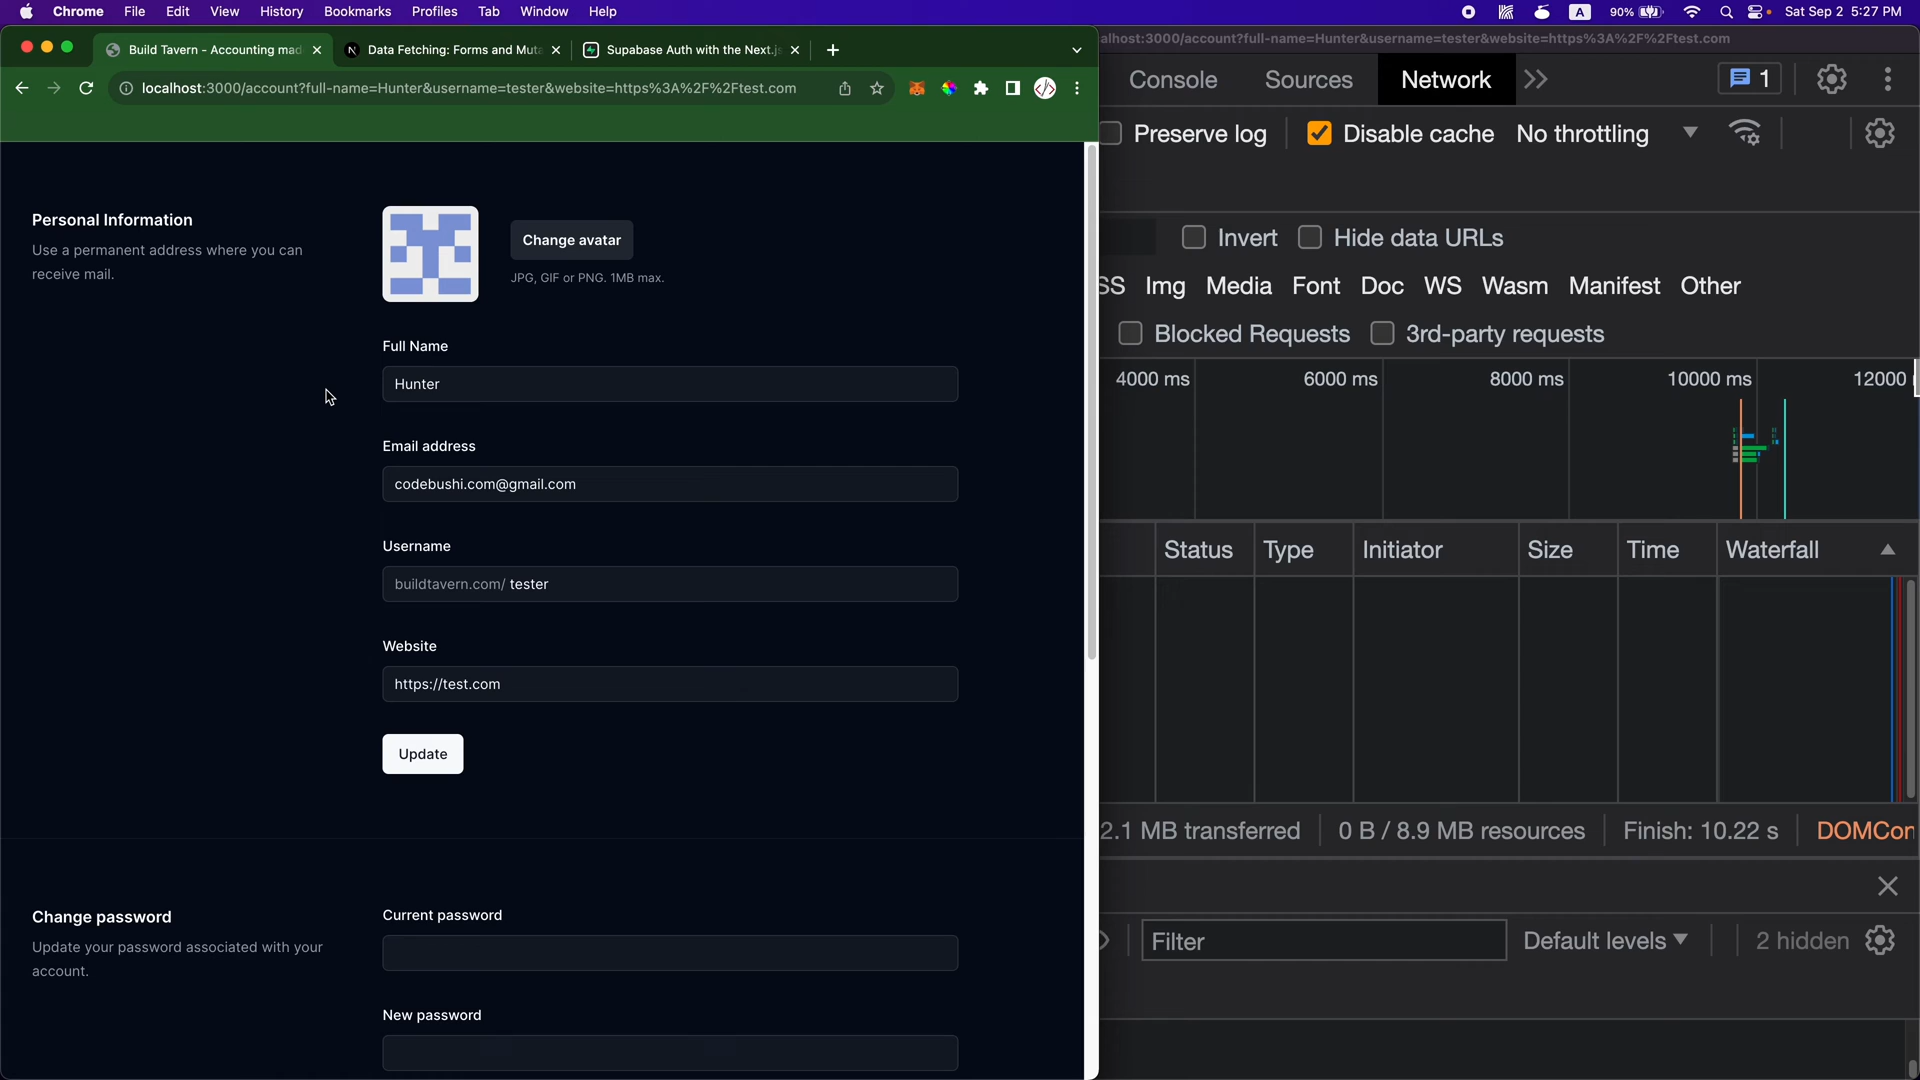 Chrome File Edit View History Bookmarks Profiles Tab Window Help
A 90% Sat Sep 2 5:27 PM
Build Tavern - Accounting mad
Data Fetching: Forms and Muta
Supabase Auth with the Next.js
localhost:3000/account?full-name=Hunter&username=tester&website=https%3A%2F%2Ftest.com
Personal Information
Use a permanent address where you can
receive mail.
Change avatar
JPG, GIF or PNG. 1MB max.
Full Name
Hunter
Email address
codebushi.com@gmail.com
Username
buildtavern.com/ tester
Website
https://test.com
Update
Change password
Update your password associated with your
account.
Current password
New password
alhost:3000/account?full-name=Hunter&username=tester&website=https%3A%2F%2Ftest.com
Console Sources Network 1
Preserve log Disable cache No throttling
Invert Hide data URLs
SS Img Media Font Doc WS Wasm Manifest Other
Blocked Requests 3rd-party requests
4000 ms 6000 ms 8000 ms 10000 ms 12000
Status Type Initiator Size Time Waterfall
2.1 MB transferred 0 B / 8.9 MB resources Finish: 10.22 s DOMCon
Filter Default levels 2 hidden